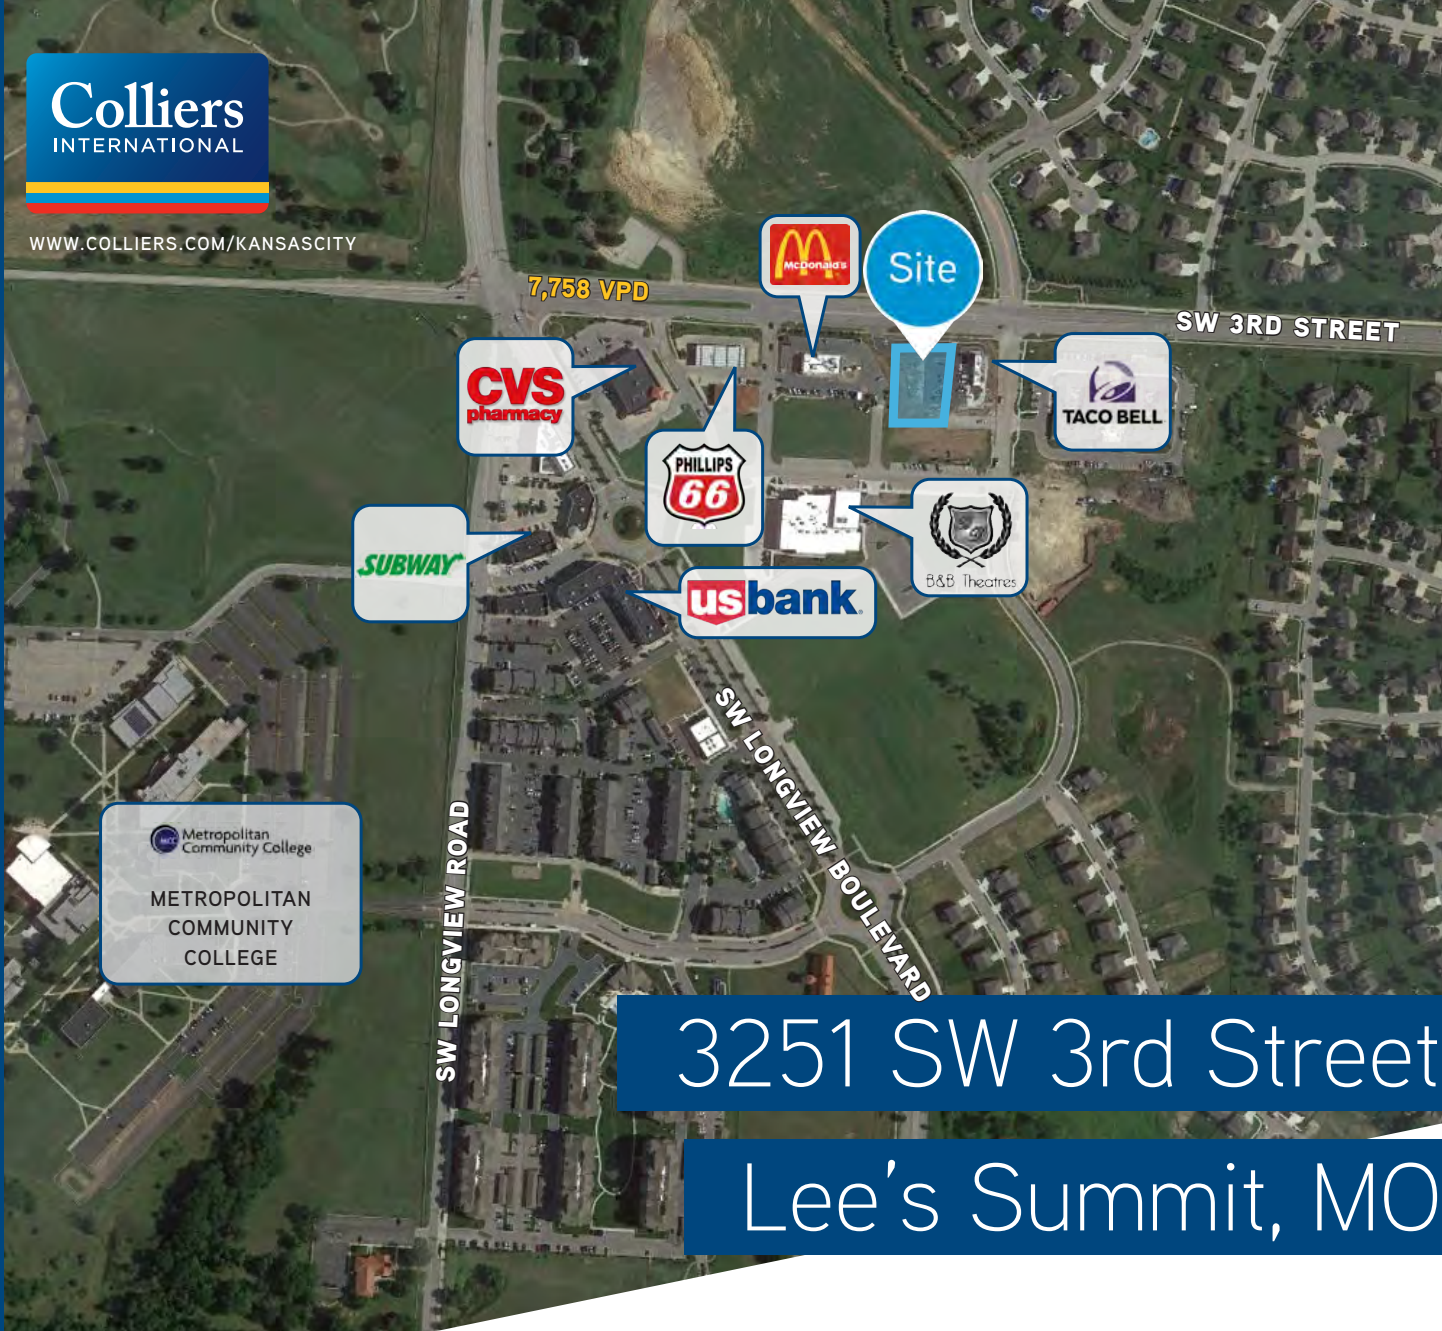 Colliers
INTERNATIONAL
WWW.COLLIERS.COM/KANSASCITY
McDonald's
Site
7,758 VPD
SW 3RD STREET
CVS
pharmacy
TACO BELL
PHILLIPS
66
SUBWAY
B&B Theatres
usbank
SW LONGVIEW BOULEVARD
SW LONGVIEW ROAD
MCC
Metropolitan
Community College
METROPOLITAN
COMMUNITY
COLLEGE
3251 SW 3rd Street
Lee's Summit, MO